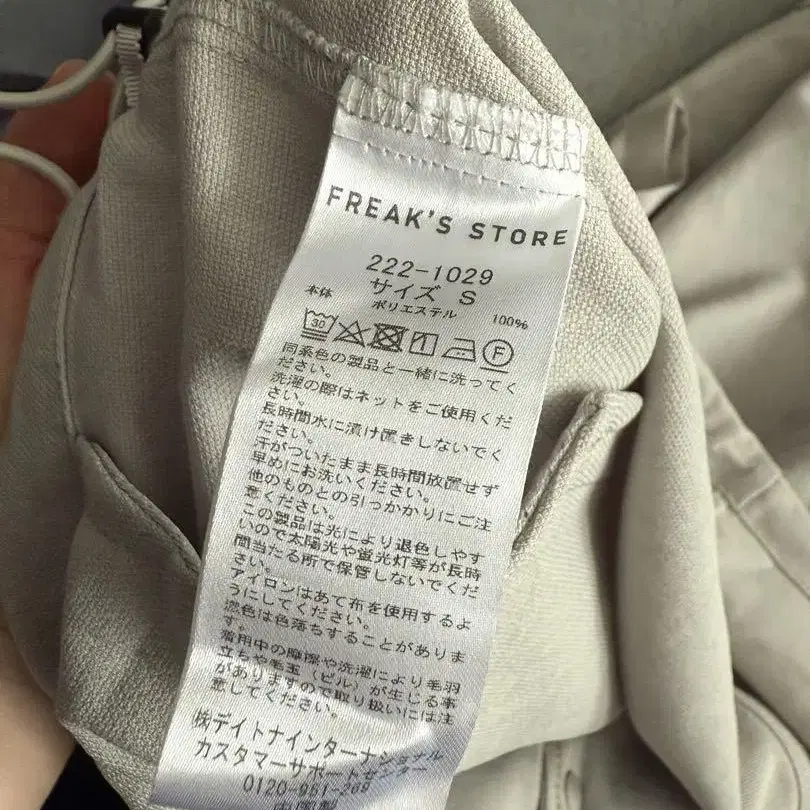 FREAK'S STORE
222-1029
サイズ S
本体 ポリエステル 100%
30
F
同系色の製品と一緒に洗ってく
ださい。
洗濯の際はネットをご使用くだ
さい。
長時間水に漬け置きしないでく
ださい。
汗がついたまま長時間放置せず
早めにお洗いください。
他のものとの引っかかりにご注
意ください。
この製品は光により退色しやす
いので太陽光や蛍光灯等が長時
間当たる所で保管しないでくだ
さい。
アイロンはあて布を使用するよ
うにしてください。
濃色は色落ちすることがありま
す。
着用中の摩擦や洗濯により毛羽
立ちや毛玉（ピル）が生じる事
がありますので取り扱いには注
意してください。
㈱デイトナインターナショナル
カスタマーサポートセンター
0120-981-269
中国製